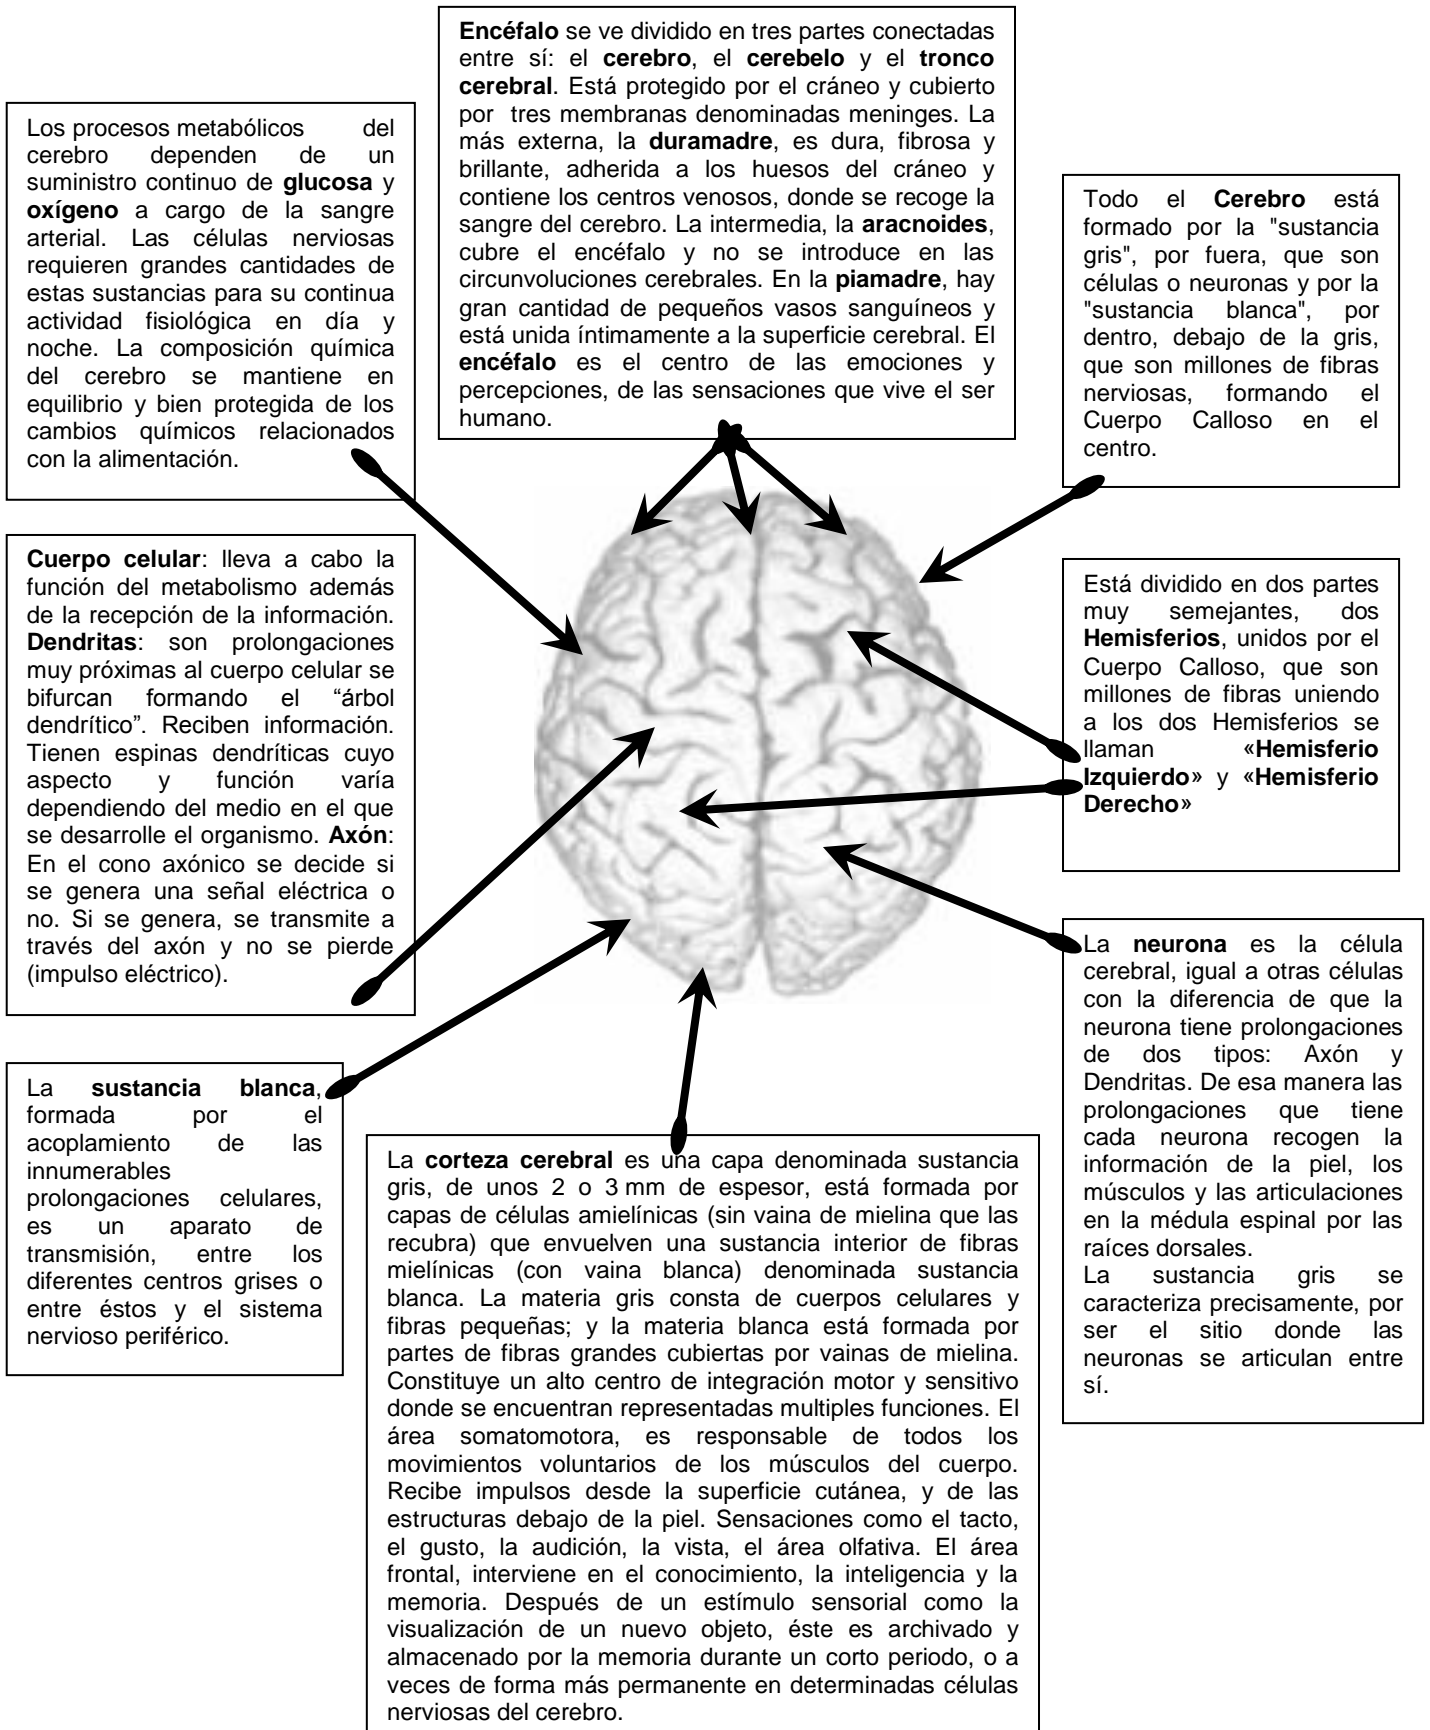 Encéfalo se ve dividido en tres partes conectadas
entre sí: el cerebro, el cerebelo y el tronco
cerebral. Está protegido por el cráneo y cubierto
por tres membranas denominadas meninges. La
más externa, la duramadre, es dura, fibrosa y
brillante, adherida a los huesos del cráneo y
contiene los centros venosos, donde se recoge la
sangre del cerebro. La intermedia, la aracnoides,
cubre el encéfalo y no se introduce en las
circunvoluciones cerebrales. En la piamadre, hay
gran cantidad de pequeños vasos sanguíneos y
está unida íntimamente a la superficie cerebral. El
encéfalo es el centro de las emociones y
percepciones, de las sensaciones que vive el ser
humano.
Los procesos metabólicos del
cerebro dependen de un
suministro continuo de glucosa y
oxígeno a cargo de la sangre
arterial. Las células nerviosas
requieren grandes cantidades de
estas sustancias para su continua
actividad fisiológica en día y
noche. La composición química
del cerebro se mantiene en
equilibrio y bien protegida de los
cambios químicos relacionados
con la alimentación.
Todo el Cerebro está
formado por la "sustancia
gris", por fuera, que son
células o neuronas y por la
"sustancia blanca", por
dentro, debajo de la gris,
que son millones de fibras
nerviosas, formando el
Cuerpo Calloso en el
centro.
Cuerpo celular: lleva a cabo la
función del metabolismo además
de la recepción de la información.
Dendritas: son prolongaciones
muy próximas al cuerpo celular se
bifurcan formando el “árbol
dendrítico”. Reciben información.
Tienen espinas dendríticas cuyo
aspecto y función varía
dependiendo del medio en el que
se desarrolle el organismo. Axón:
En el cono axónico se decide si
se genera una señal eléctrica o
no. Si se genera, se transmite a
través del axón y no se pierde
(impulso eléctrico).
Está dividido en dos partes
muy semejantes, dos
Hemisferios, unidos por el
Cuerpo Calloso, que son
millones de fibras uniendo
a los dos Hemisferios se
llaman «Hemisferio
Izquierdo» y «Hemisferio
Derecho»
La neurona es la célula
cerebral, igual a otras células
con la diferencia de que la
neurona tiene prolongaciones
de dos tipos: Axón y
Dendritas. De esa manera las
prolongaciones que tiene
cada neurona recogen la
información de la piel, los
músculos y las articulaciones
en la médula espinal por las
raíces dorsales.
La sustancia gris se
caracteriza precisamente, por
ser el sitio donde las
neuronas se articulan entre
sí.
La sustancia blanca,
formada por el
acoplamiento de las
innumerables
prolongaciones celulares,
es un aparato de
transmisión, entre los
diferentes centros grises o
entre éstos y el sistema
nervioso periférico.
La corteza cerebral es una capa denominada sustancia
gris, de unos 2 o 3 mm de espesor, está formada por
capas de células amielínicas (sin vaina de mielina que las
recubra) que envuelven una sustancia interior de fibras
mielínicas (con vaina blanca) denominada sustancia
blanca. La materia gris consta de cuerpos celulares y
fibras pequeñas; y la materia blanca está formada por
partes de fibras grandes cubiertas por vainas de mielina.
Constituye un alto centro de integración motor y sensitivo
donde se encuentran representadas multiples funciones. El
área somatomotora, es responsable de todos los
movimientos voluntarios de los músculos del cuerpo.
Recibe impulsos desde la superficie cutánea, y de las
estructuras debajo de la piel. Sensaciones como el tacto,
el gusto, la audición, la vista, el área olfativa. El área
frontal, interviene en el conocimiento, la inteligencia y la
memoria. Después de un estímulo sensorial como la
visualización de un nuevo objeto, éste es archivado y
almacenado por la memoria durante un corto periodo, o a
veces de forma más permanente en determinadas células
nerviosas del cerebro.